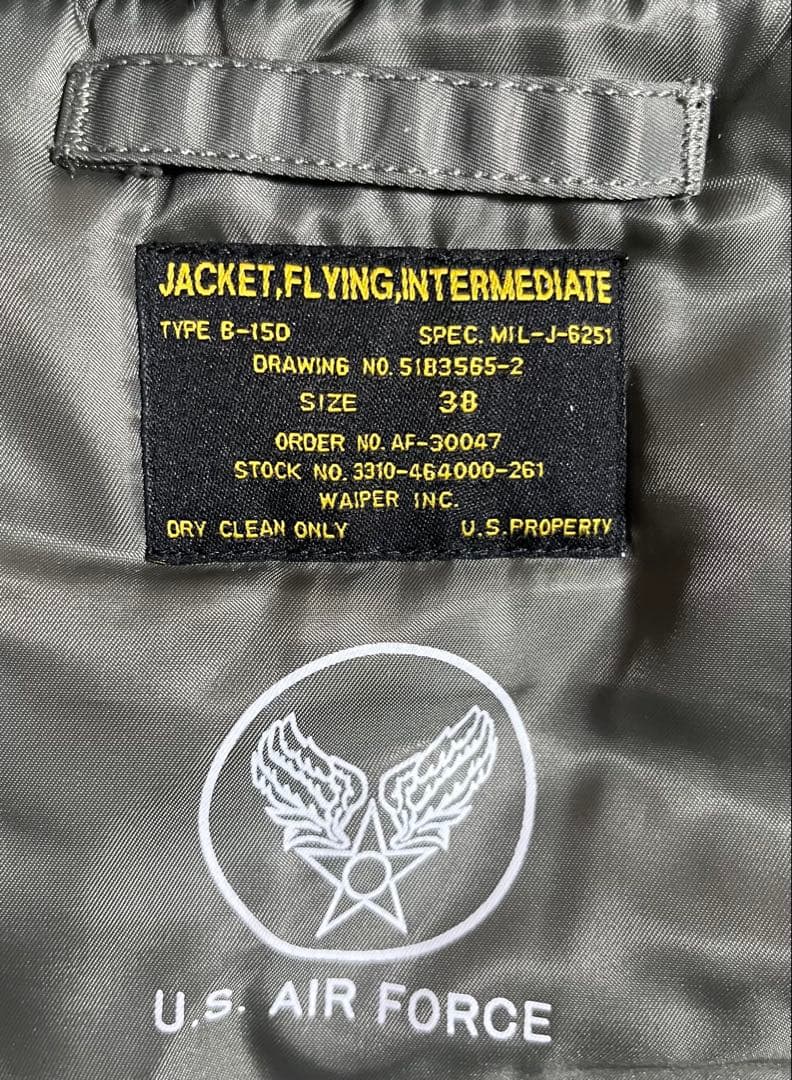 JACKET,FLYING,INTERMEDIATE
TYPE B-15D SPEC. MIL-J-6251
DRAWING NO. 51B3565-2
SIZE 38
ORDER NO. AF-30047
STOCK NO. 3310-464000-261
WAIPER INC.
DRY CLEAN ONLY U.S.PROPERTY
U.S. AIR FORCE